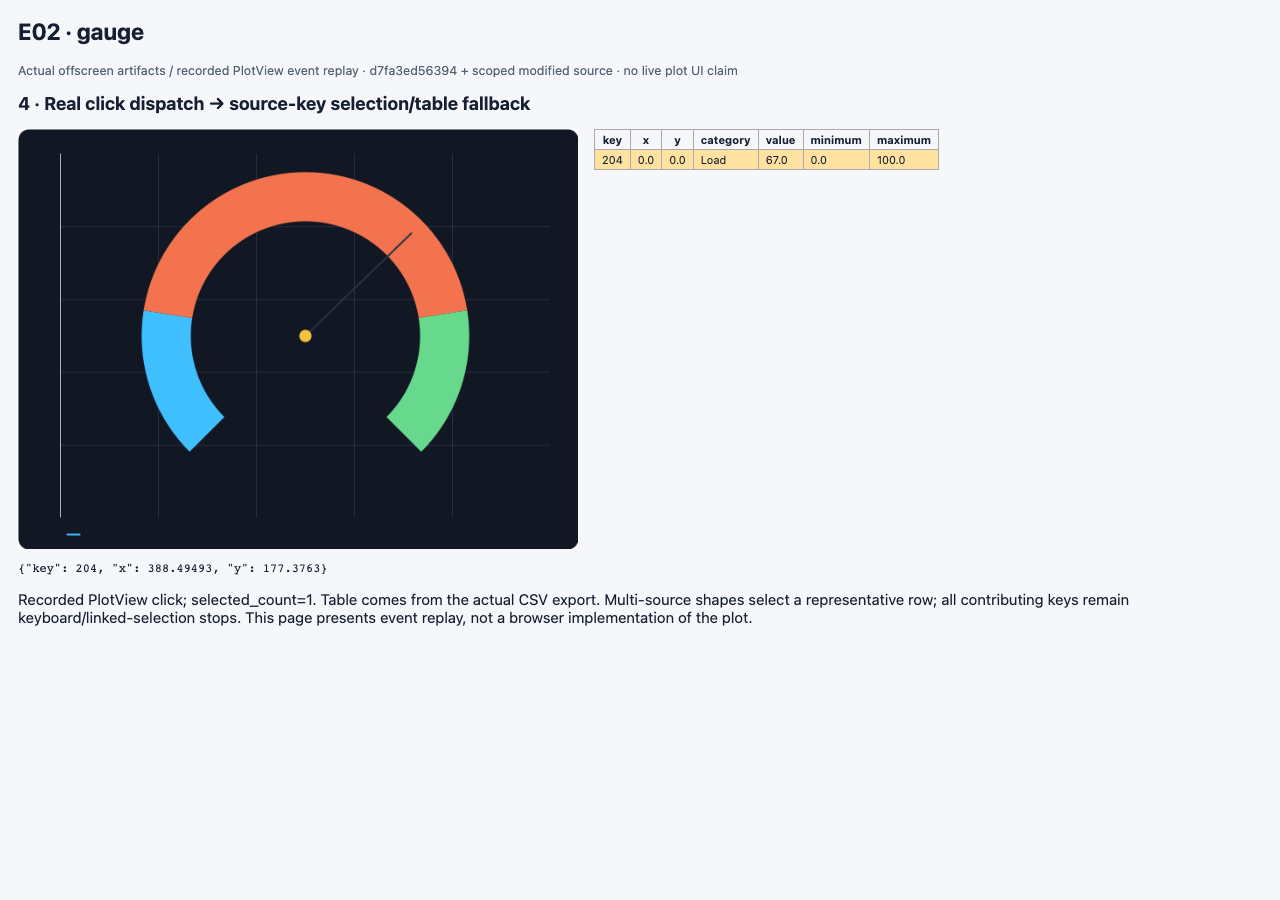 E02 · gauge
Actual offscreen artifacts / recorded PlotView event replay · d7fa3ed56394 + scoped modified source · no live plot UI claim
4 · Real click dispatch → source-key selection/table fallback
key x y category value minimum maximum
204 0.0 0.0 Load 67.0 0.0 100.0
{"key": 204, "x": 388.49493, "y": 177.3763}
Recorded PlotView click; selected_count=1. Table comes from the actual CSV export. Multi-source shapes select a representative row; all contributing keys remain
keyboard/linked-selection stops. This page presents event replay, not a browser implementation of the plot.